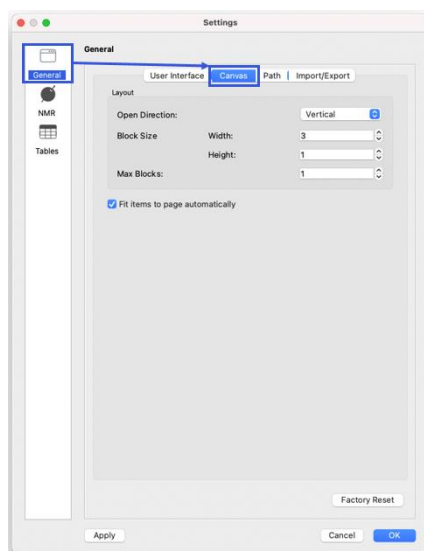 Settings
General
General
NMR
Tables
User Interface Canvas Path Import/Export
Layout
Open Direction: Vertical
Block Size Width: 3
Height: 1
Max Blocks: 1
Fit items to page automatically
Factory Reset
Apply Cancel OK